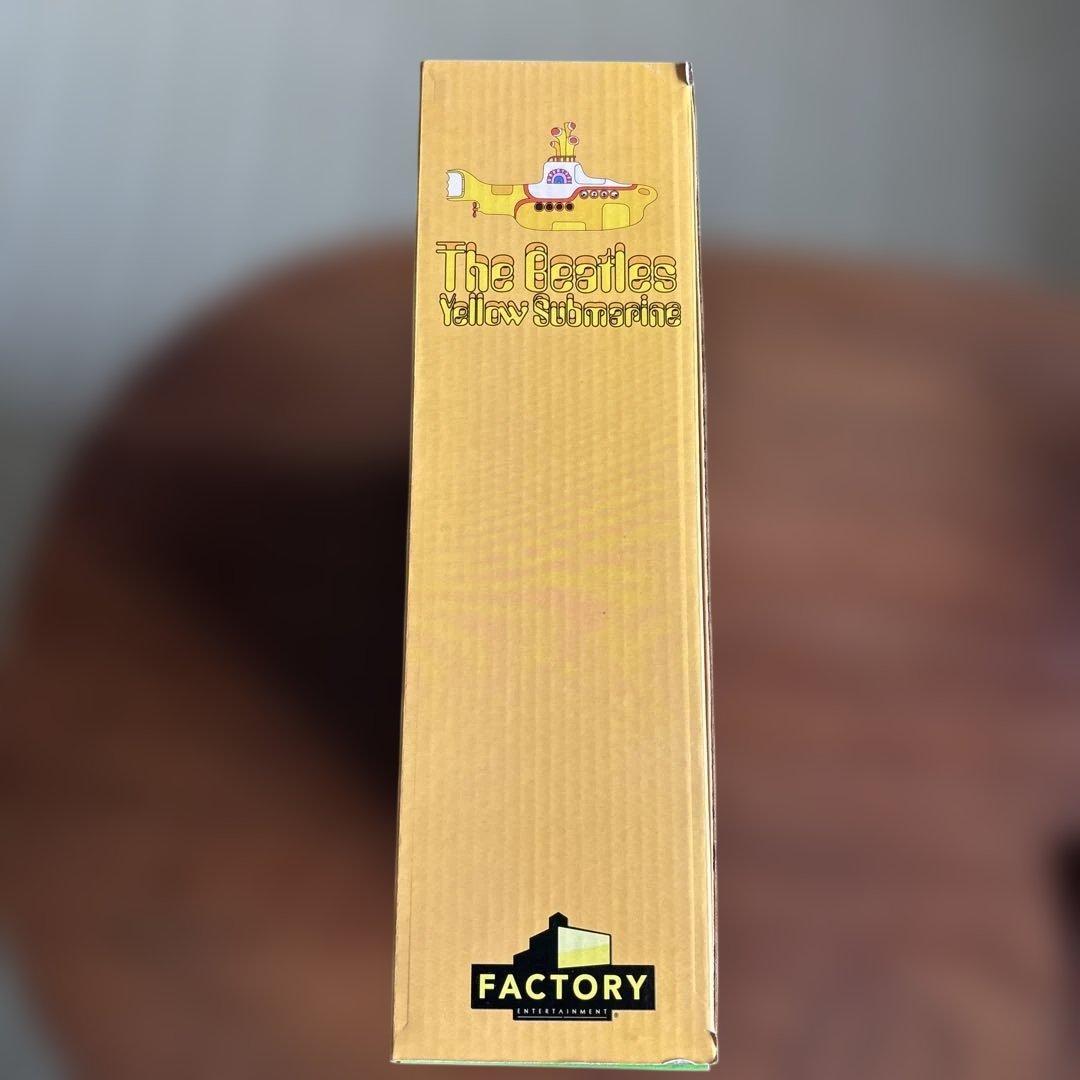 The Beatles
Yellow Submarine
FACTORY
ENTERTAINMENT®